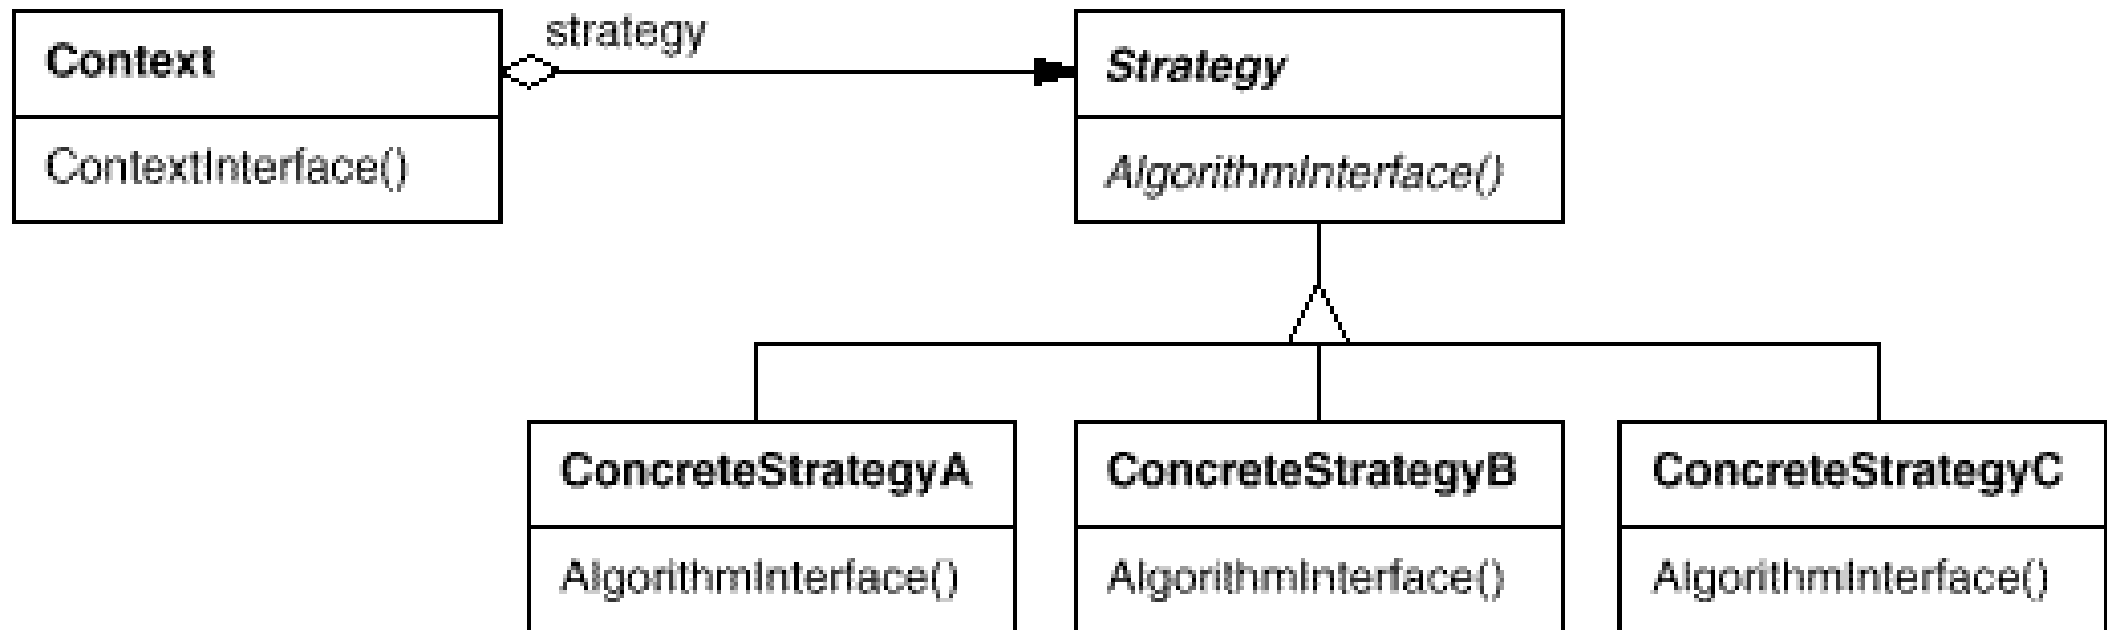 strategy
Context
Strategy
ContextInterface()
AlgorithmInterface()
ConcreteStrategyA
ConcreteStrategyB
ConcreteStrategyC
AlgorithmInterface()
AlgorithmInterface()
AlgorithmInterface()